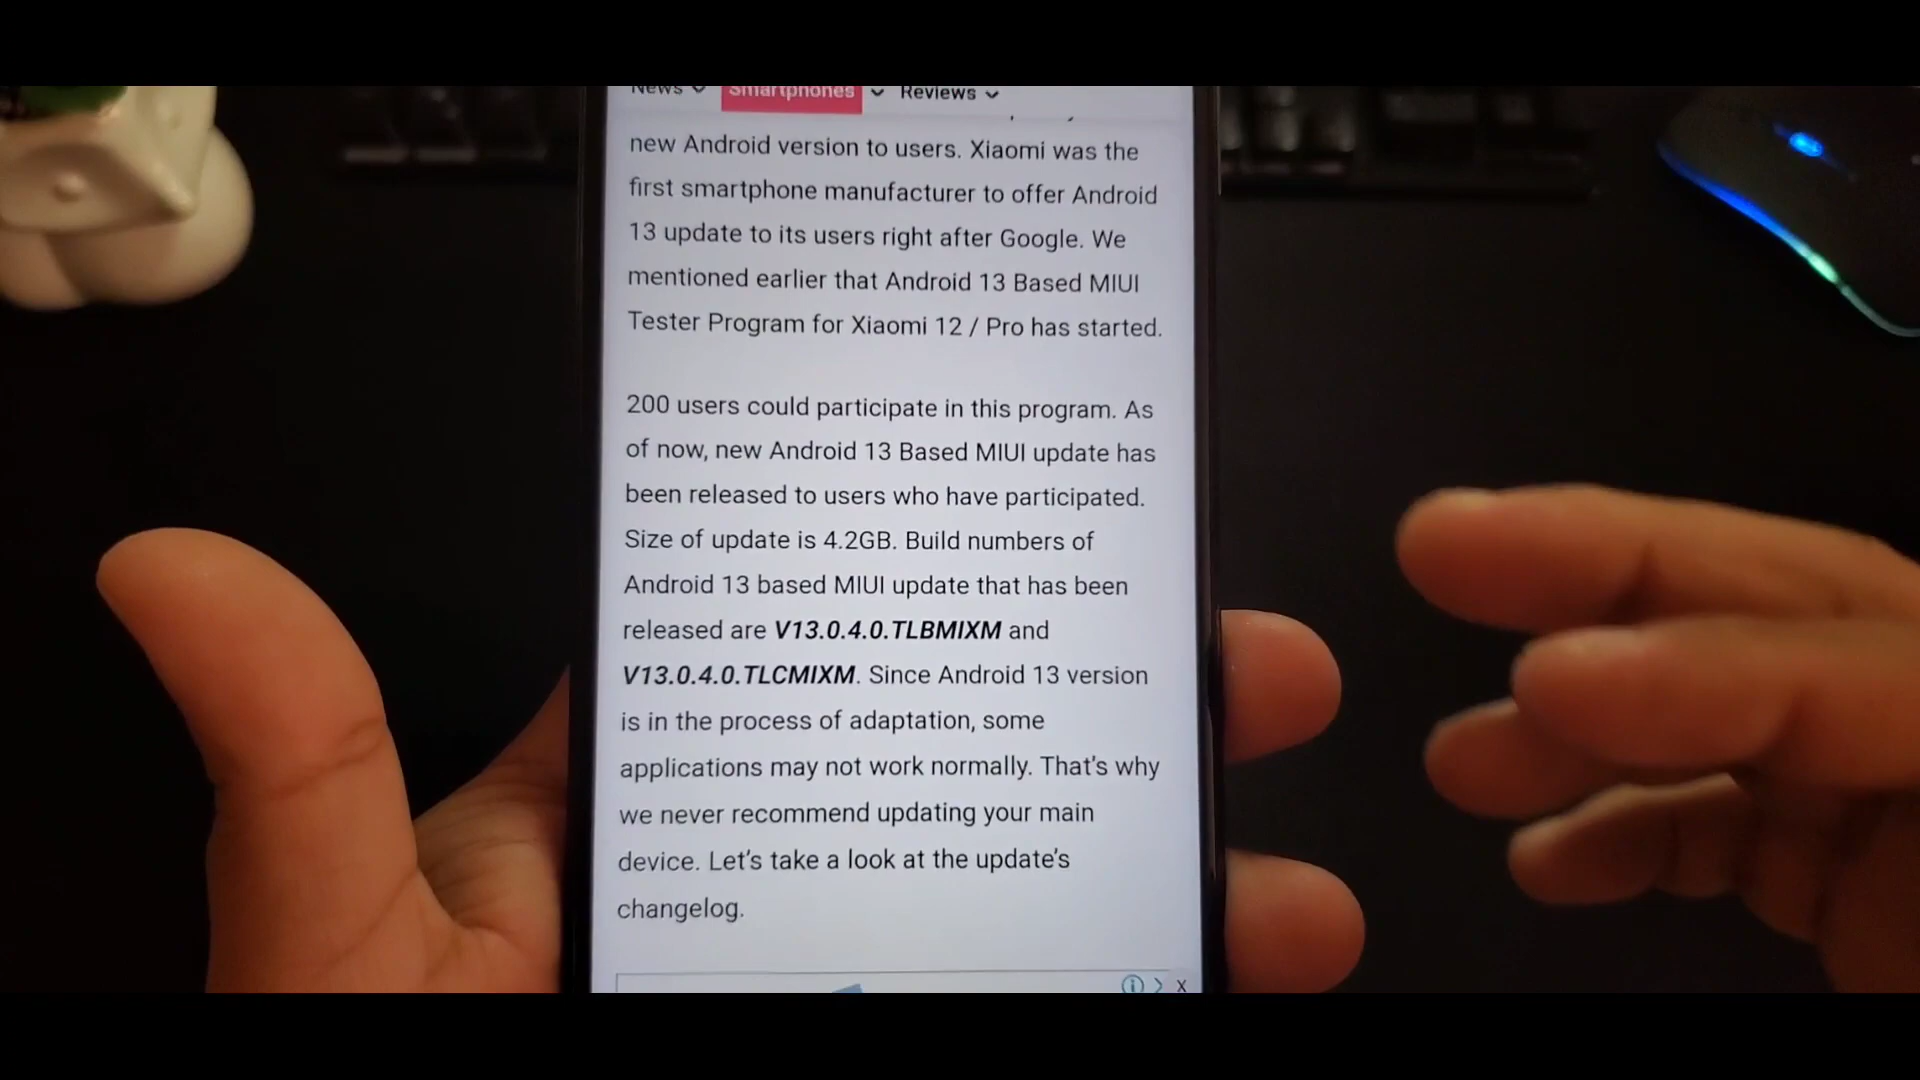 News
Smartphones
Reviews
new Android version to users. Xiaomi was the
first smartphone manufacturer to offer Android
13 update to its users right after Google. We
mentioned earlier that Android 13 Based MIUI
Tester Program for Xiaomi 12 / Pro has started.
200 users could participate in this program. As
of now, new Android 13 Based MIUI update has
been released to users who have participated.
Size of update is 4.2GB. Build numbers of
Android 13 based MIUI update that has been
released are V13.0.4.0.TLBMIXM and
V13.0.4.0.TLCMIXM. Since Android 13 version
is in the process of adaptation, some
applications may not work normally. That's why
we never recommend updating your main
device. Let's take a look at the update's
changelog.
X